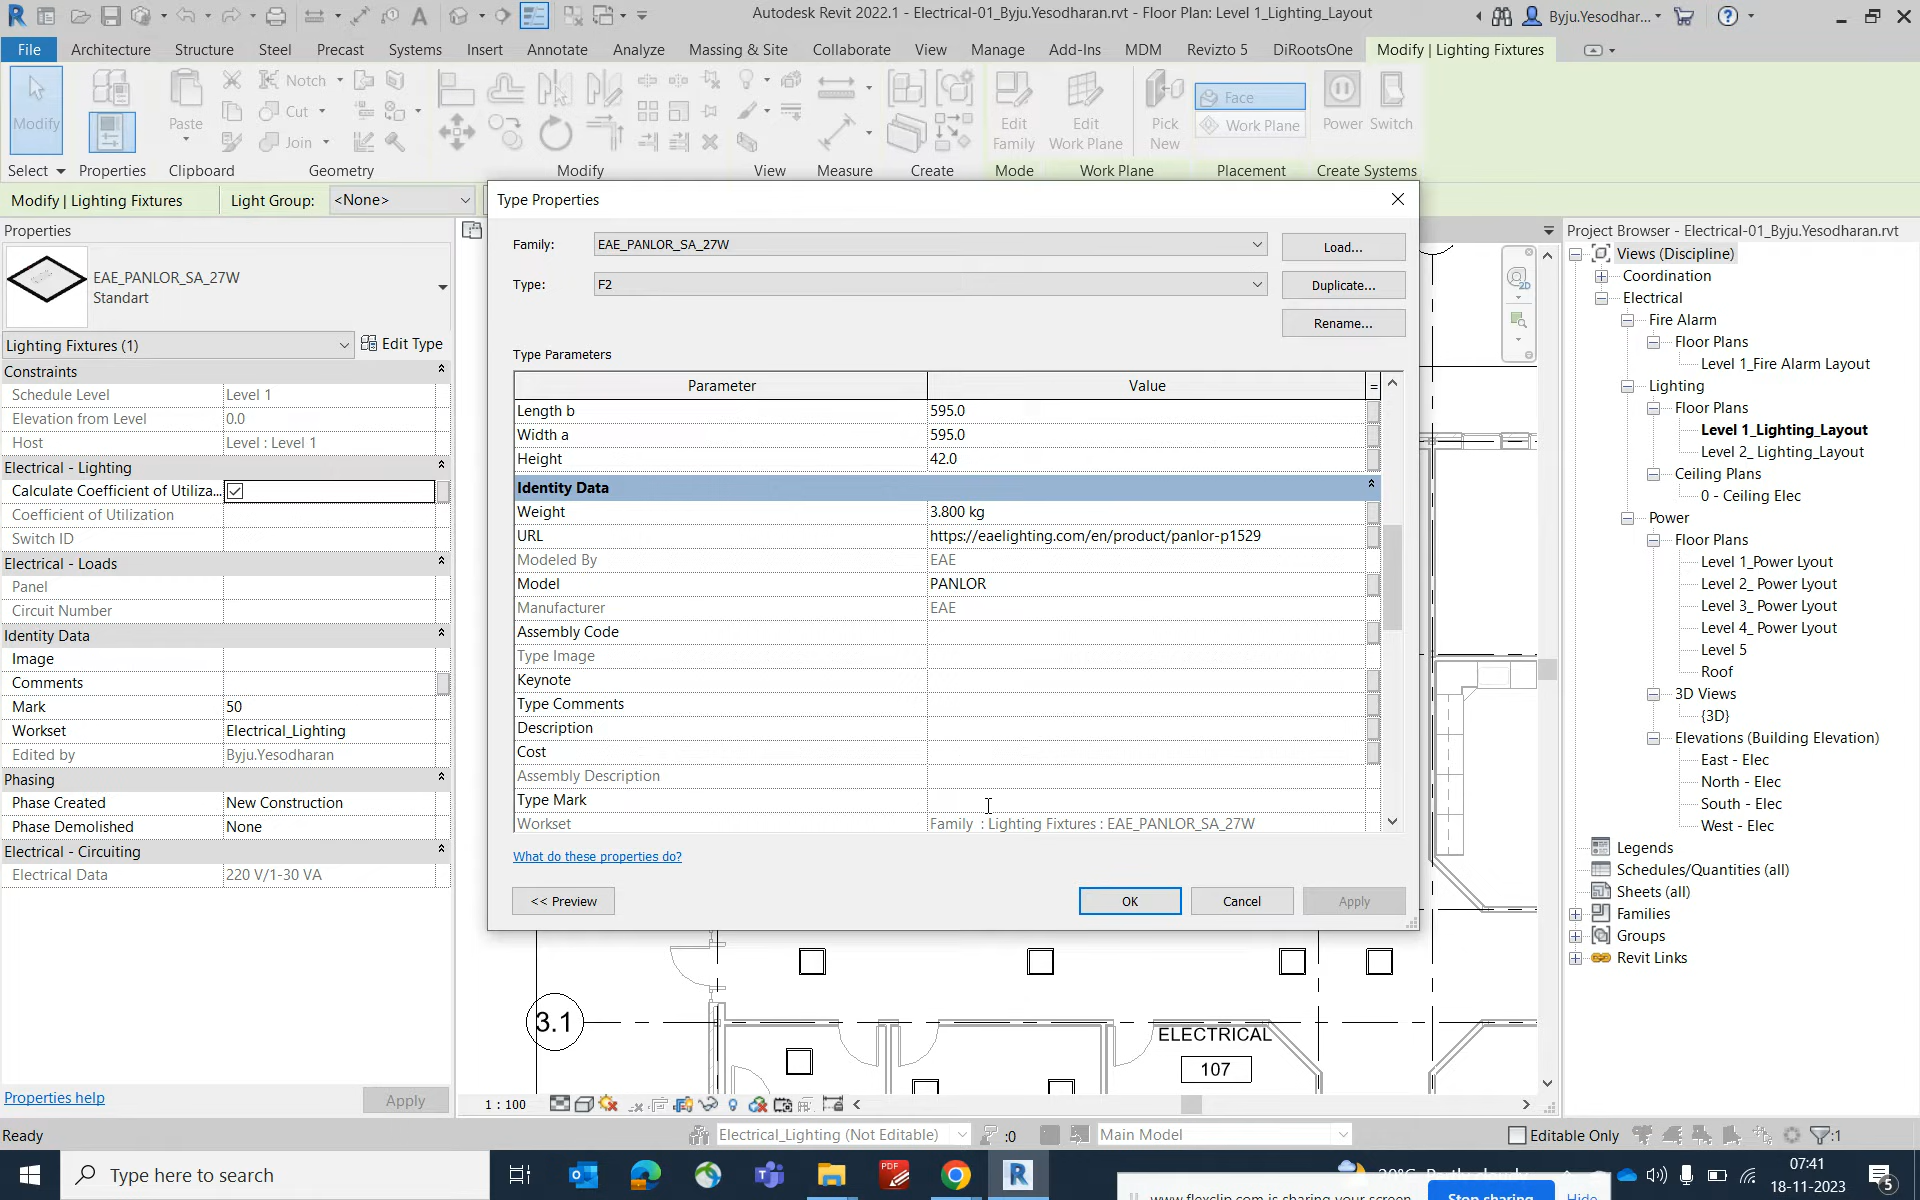 Autodesk Revit 2022.1 - Electrical-01_Byju.Yesodharan.rvt - Floor Plan: Level 1_Lighting_Layout
Byju.Yesodhar...
File Architecture Structure Steel Precast Systems Insert Annotate Analyze Massing & Site Collaborate View Manage Add-Ins MDM Revizto 5 DiRootsOne Modify | Lighting Fixtures
Modify
Paste
Notch
Cut
Join
Edit Family
Edit Work Plane
Pick New
Face
Work Plane
Power Switch
Select Properties Clipboard Geometry Modify View Measure Create Mode Work Plane Placement Create Systems
Modify | Lighting Fixtures Light Group: <None>
Properties
EAE_PANLOR_SA_27W
Standart
Lighting Fixtures (1) Edit Type
Constraints
Schedule Level Level 1
Elevation from Level 0.0
Host Level : Level 1
Electrical - Lighting
Calculate Coefficient of Utiliza...
Coefficient of Utilization
Switch ID
Electrical - Loads
Panel
Circuit Number
Identity Data
Image
Comments
Mark 50
Workset Electrical_Lighting
Edited by Byju.Yesodharan
Phasing
Phase Created New Construction
Phase Demolished None
Electrical - Circuiting
Electrical Data 220 V/1-30 VA
Properties help Apply
Type Properties
Family: EAE_PANLOR_SA_27W Load...
Type: F2 Duplicate...
Rename...
Type Parameters
Parameter Value =
Length b 595.0
Width a 595.0
Height 42.0
Identity Data
Weight 3.800 kg
URL https://eaelighting.com/en/product/panlor-p1529
Modeled By EAE
Model PANLOR
Manufacturer EAE
Assembly Code
Type Image
Keynote
Type Comments
Description
Cost
Assembly Description
Type Mark
Workset Family : Lighting Fixtures : EAE_PANLOR_SA_27W
What do these properties do?
<< Preview OK Cancel Apply
2D
3.1
ELECTRICAL
107
1 : 100
Project Browser - Electrical-01_Byju.Yesodharan.rvt
Views (Discipline)
Coordination
Electrical
Fire Alarm
Floor Plans
Level 1_Fire Alarm Layout
Lighting
Floor Plans
Level 1_Lighting_Layout
Level 2_ Lighting_Layout
Ceiling Plans
0 - Ceiling Elec
Power
Floor Plans
Level 1_Power Lyout
Level 2_ Power Lyout
Level 3_ Power Lyout
Level 4_ Power Lyout
Level 5
Roof
3D Views
{3D}
Elevations (Building Elevation)
East - Elec
North - Elec
South - Elec
West - Elec
Legends
Schedules/Quantities (all)
Sheets (all)
Families
Groups
Revit Links
Ready Electrical_Lighting (Not Editable) :0 Main Model Editable Only :1
Type here to search
07:41
18-11-2023
5
www.flexclip.com is sharing your screen. Stop sharing Hide